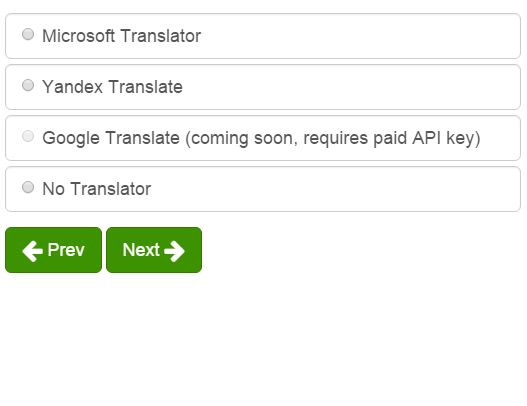 Microsoft Translator
Yandex Translate
Google Translate (coming soon, requires paid API key)
No Translator
Prev Next